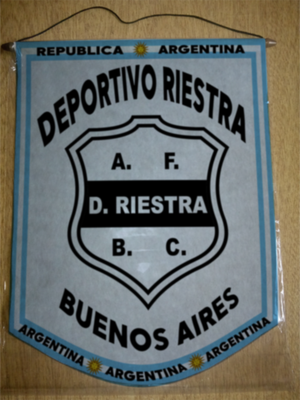 REPUBLICA ARGENTINA
DEPORTIVO RIESTRA
A. F.
D. RIESTRA
B. C.
BUENOS AIRES
ARGENTINA ARGENTINA ARGENTINA